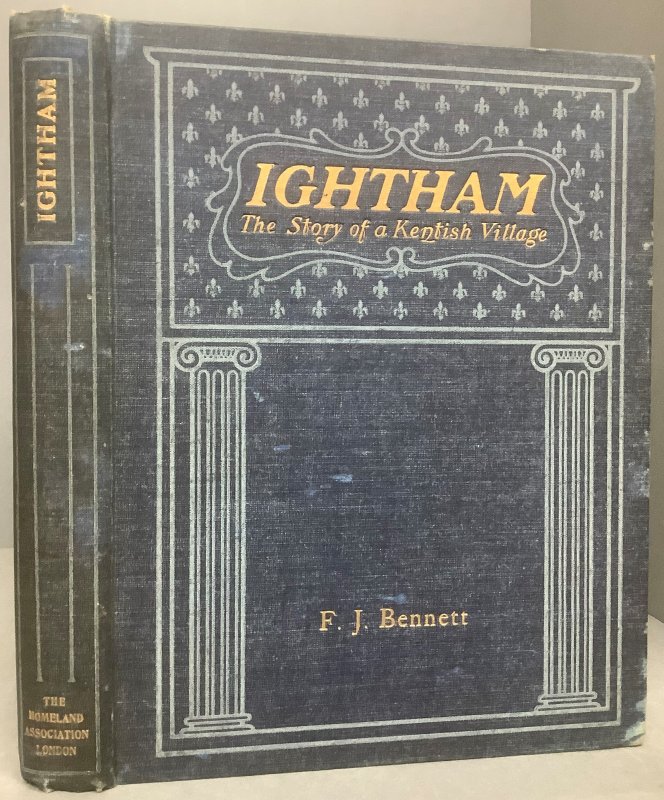 IGHTHAM
The Story of a Kentish Village
F. J. Bennett
IGHTHAM
THE
HOMELAND
ASSOCIATION
LONDON